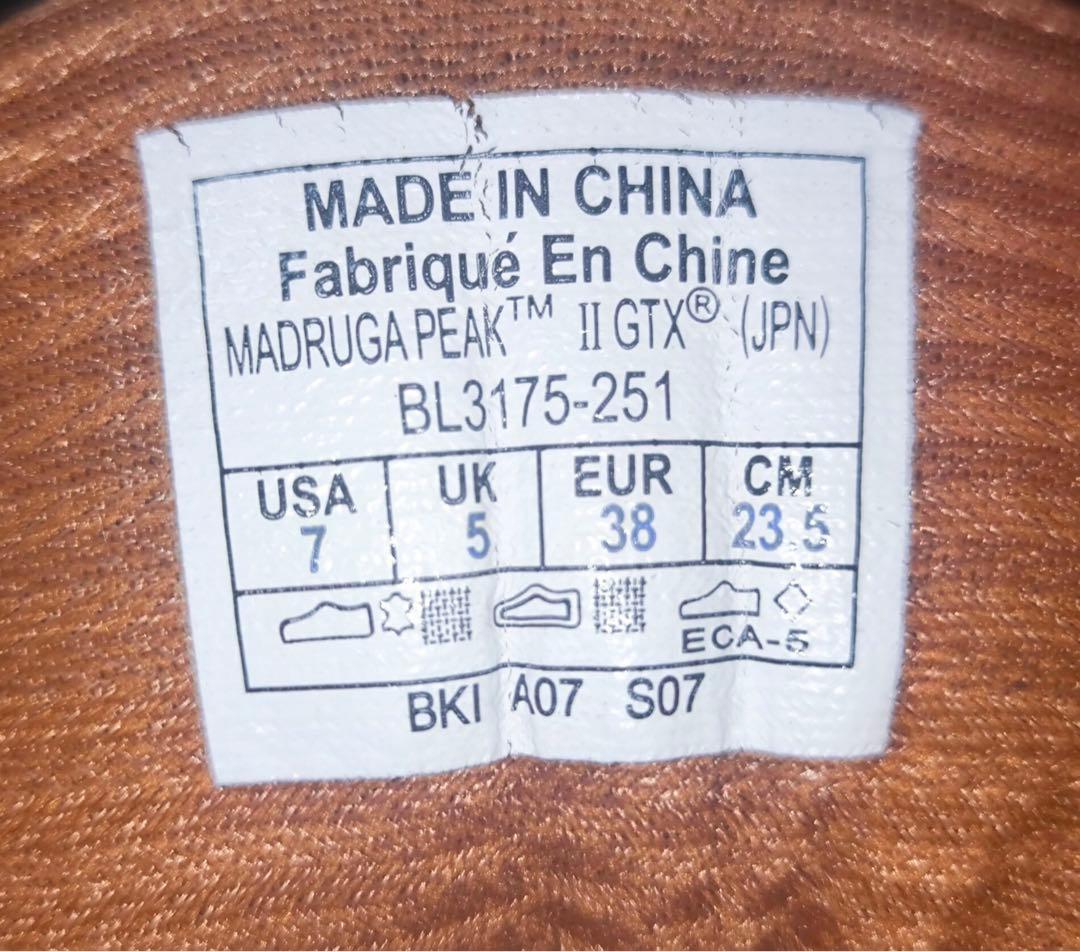 MADE IN CHINA
Fabriqué En Chine
MADRUGA PEAK™ II GTX® (JPN)
BL3175-251
USA UK EUR CM
7 5 38 23.5
ECA-5
BKI A07 S07